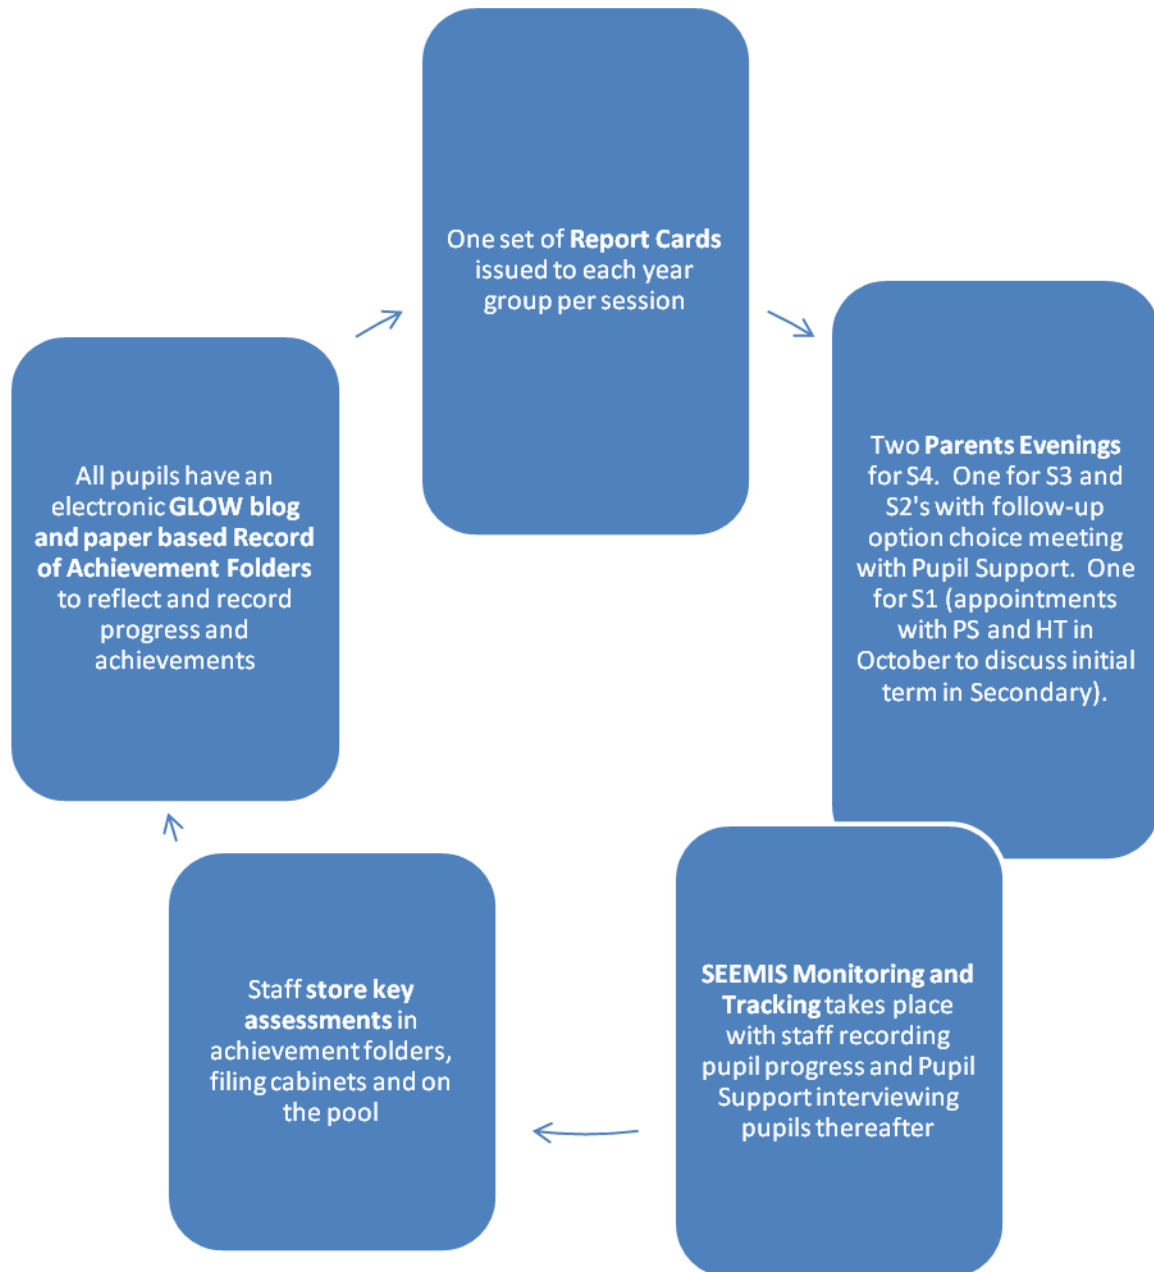 One set of Report Cards
issued to each year
group per session
Two Parents Evenings
for S4.  One for S3 and
S2's with follow-up
option choice meeting
with Pupil Support.  One
for S1 (appointments
with PS and HT in
October to discuss initial
term in Secondary).
SEEMIS Monitoring and
Tracking takes place
with staff recording
pupil progress and Pupil
Support interviewing
pupils thereafter
Staff store key
assessments in
achievement folders,
filing cabinets and on
the pool
All pupils have an
electronic GLOW blog
and paper based Record
of Achievement Folders
to reflect and record
progress and
achievements